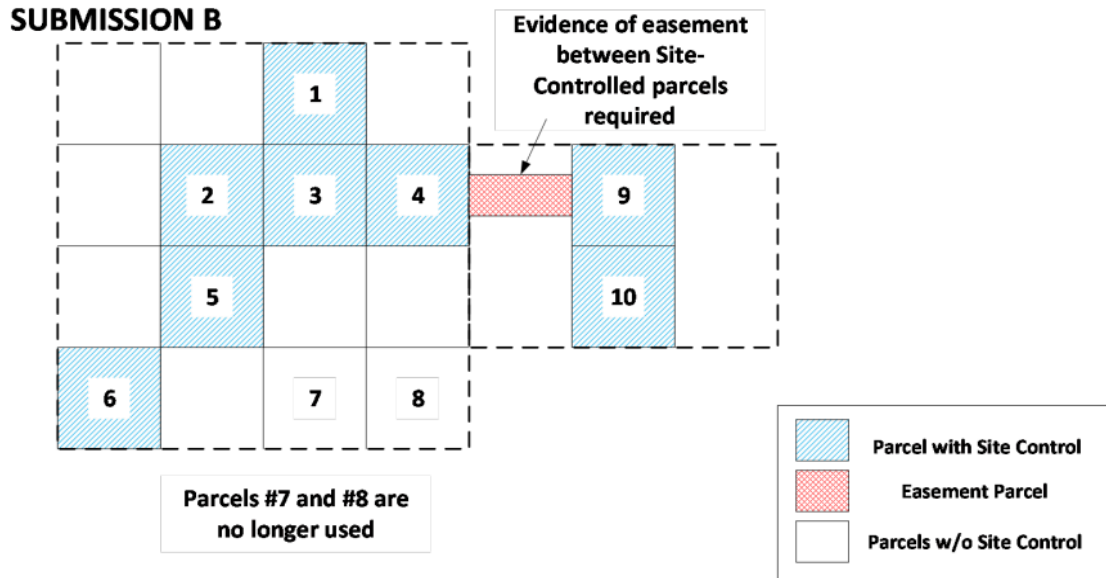 SUBMISSION B
Evidence of easement
between Site-
Controlled parcels
required
1
2
3
4
9
5
10
6
7
8
Parcels #7 and #8 are
no longer used
Parcel with Site Control
Easement Parcel
Parcels w/o Site Control